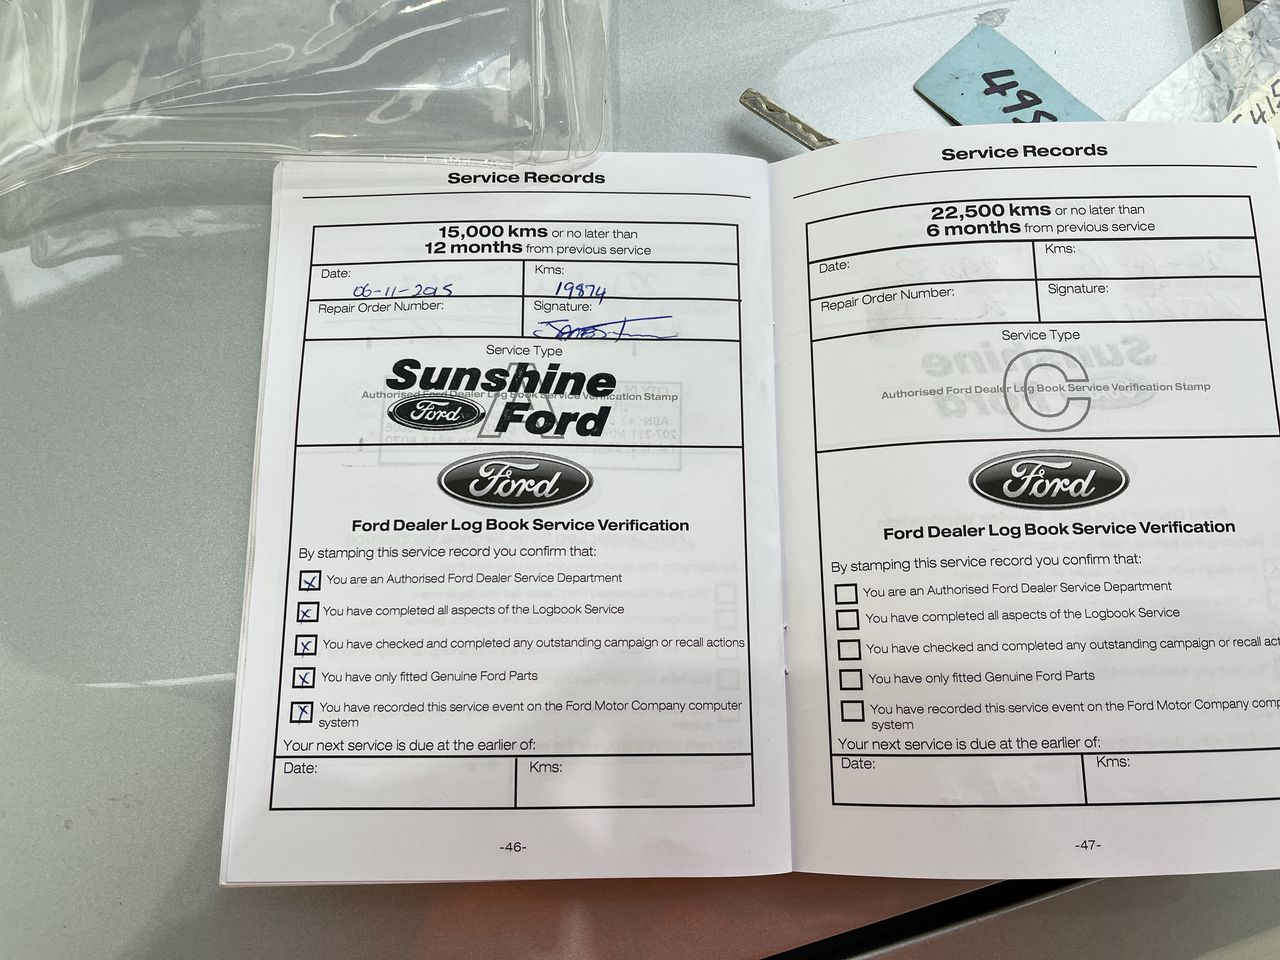 495
Service Records
15,000 kms or no later than
12 months from previous service
Date: 06-11-2015
Kms: 19874
Repair Order Number:
Signature:
Service Type
Sunshine
Authorised Ford Dealer Log Book Service Verification Stamp
A
Ford Ford
Ford
Ford Dealer Log Book Service Verification
By stamping this service record you confirm that:
X You are an Authorised Ford Dealer Service Department
X You have completed all aspects of the Logbook Service
X You have checked and completed any outstanding campaign or recall actions
X You have only fitted Genuine Ford Parts
X You have recorded this service event on the Ford Motor Company computer
system
Your next service is due at the earlier of:
Date:
Kms:
-46-
Service Records
22,500 kms or no later than
6 months from previous service
Date:
Kms:
Repair Order Number:
Signature:
Service Type
Authorised Ford Dealer Log Book Service Verification Stamp
C
Ford
Ford Dealer Log Book Service Verification
By stamping this service record you confirm that:
You are an Authorised Ford Dealer Service Department
You have completed all aspects of the Logbook Service
You have checked and completed any outstanding campaign or recall act
You have only fitted Genuine Ford Parts
You have recorded this service event on the Ford Motor Company comp
system
Your next service is due at the earlier of:
Date:
Kms:
-47-